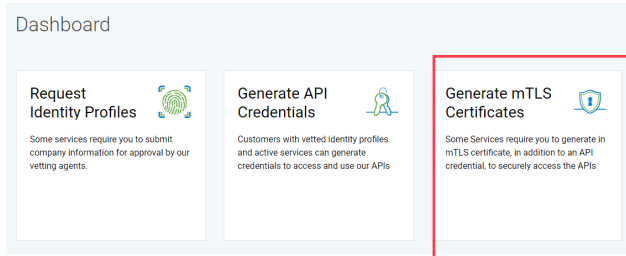 Dashboard
Request
Identity Profiles
Some services require you to submit
company information for approval by our
vetting agents.
Generate API
Credentials
Customers with vetted identity profiles
and active services can generate
credentials to access and use our APIs
Generate mTLS
Certificates
Some Services require you to generate in
mTLS certificate, in addition to an API
credential, to securely access the APIs